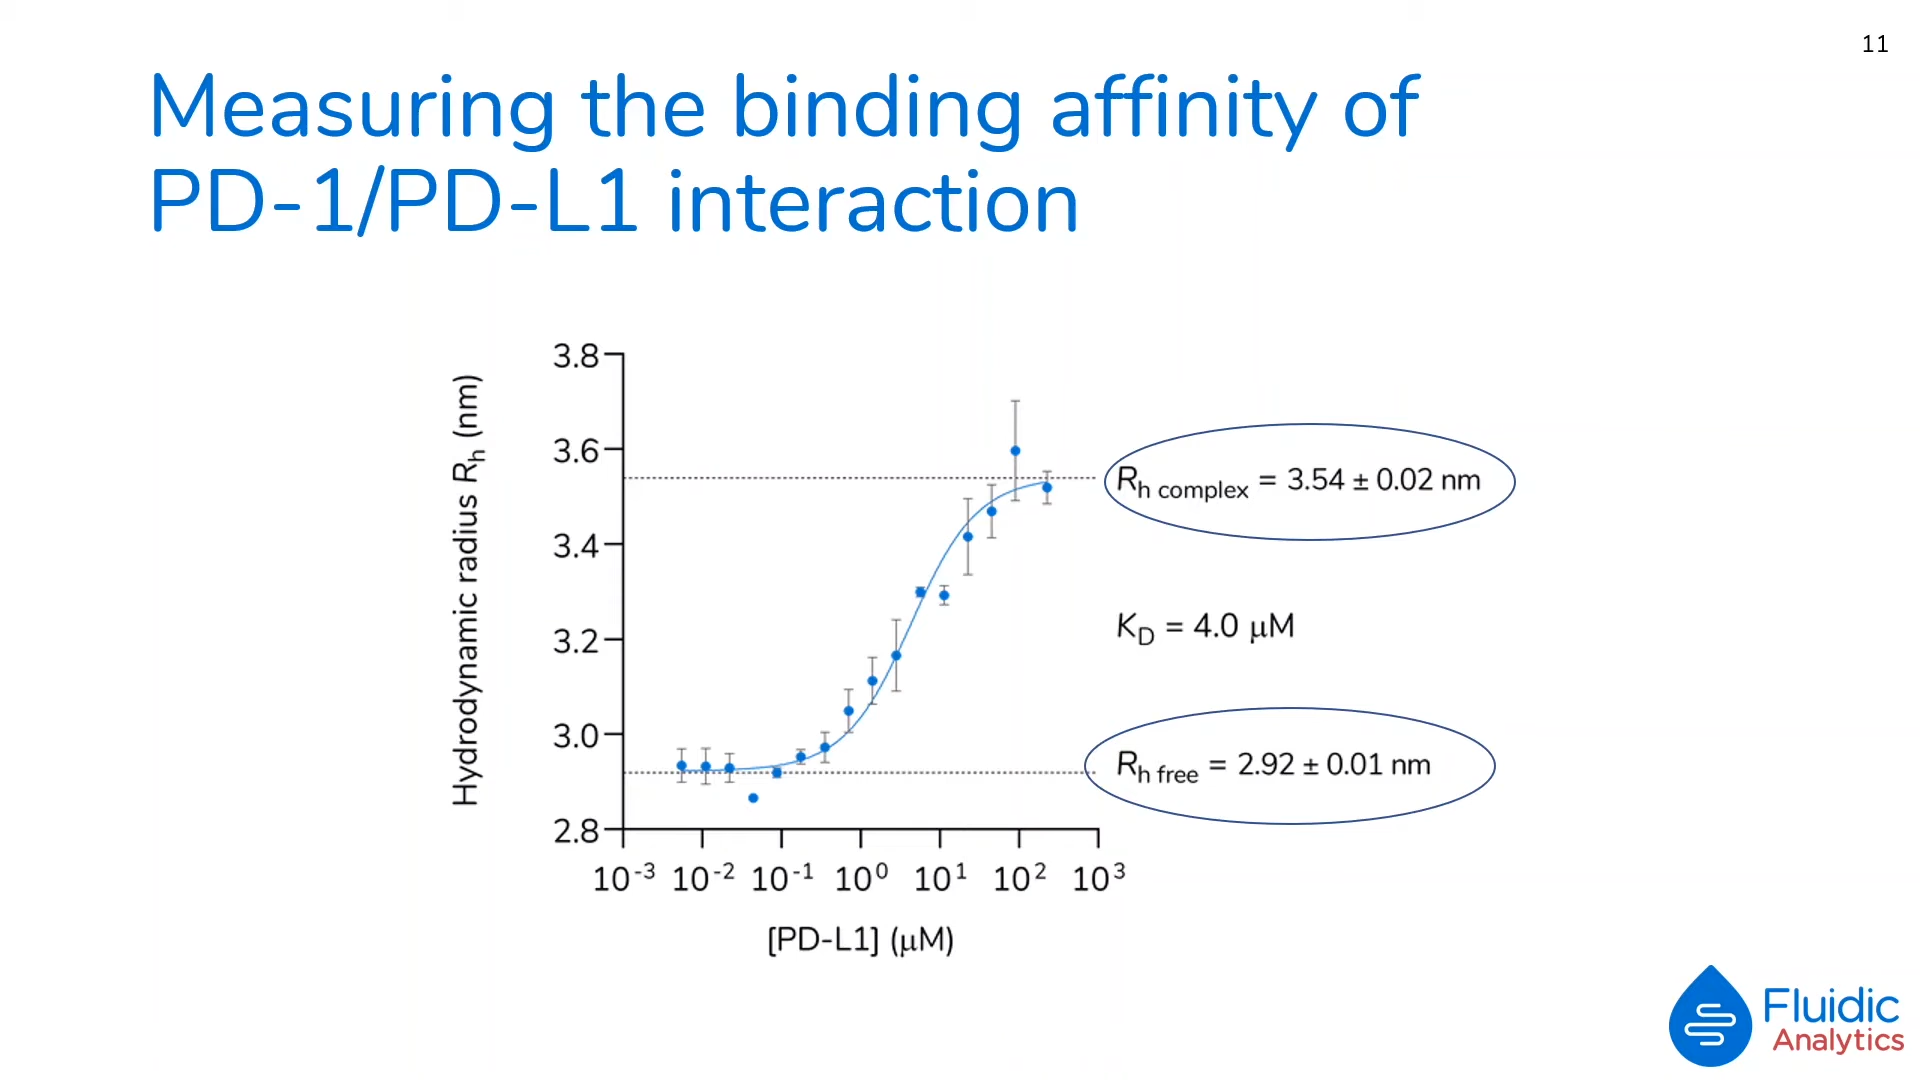 11
Measuring the binding affinity of
PD-1/PD-L1 interaction
Hydrodynamic radius Rₕ (nm)
3.8
3.6
3.4
3.2
3.0
2.8
10⁻³ 10⁻² 10⁻¹ 10⁰ 10¹ 10² 10³
[PD-L1] (µM)
Rₕ complex = 3.54 ± 0.02 nm
K_D = 4.0 µM
Rₕ free = 2.92 ± 0.01 nm
Fluidic
Analytics